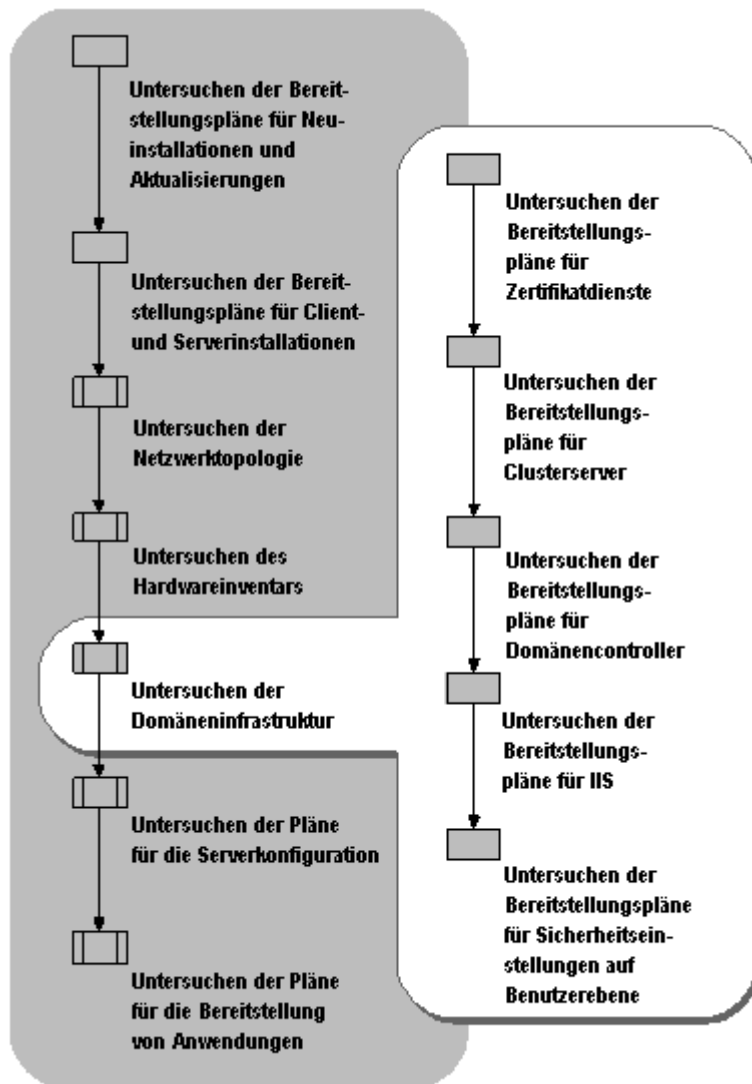 Untersuchen der Bereit-
stellungspläne für Neu-
installationen und
Aktualisierungen
Untersuchen der Bereit-
stellungspläne für Client-
und Serverinstallationen
Untersuchen der
Netzwerktopologie
Untersuchen des
Hardwareinventars
Untersuchen der
Domäneninfrastruktur
Untersuchen der Pläne
für die Serverkonfiguration
Untersuchen der Pläne
für die Bereitstellung
von Anwendungen
Untersuchen der
Bereitstellungs-
pläne für
Zertifikatdienste
Untersuchen der
Bereitstellungs-
pläne für
Clusterserver
Untersuchen der
Bereitstellungs-
pläne für
Domänencontroller
Untersuchen der
Bereitstellungs-
pläne für IIS
Untersuchen der
Bereitstellungspläne
für Sicherheitsein-
stellungen auf
Benutzerebene